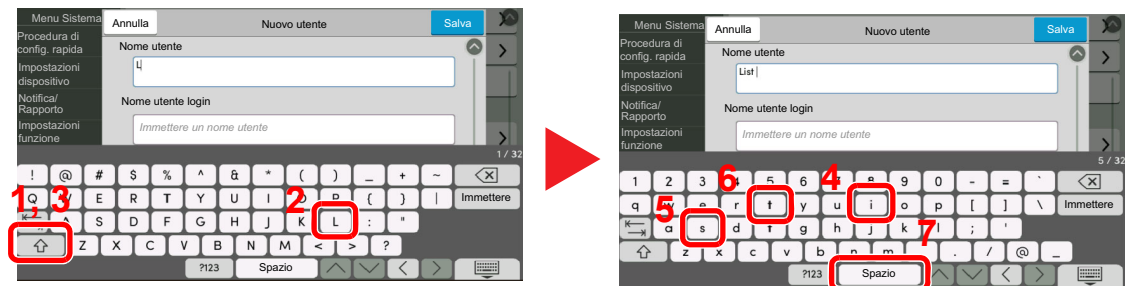 Menu Sistema
Annulla
Nuovo utente
Salva
Procedura di
config. rapida
Nome utente
L
Impostazioni
dispositivo
Notifica/
Rapporto
Nome utente login
Immettere un nome utente
Impostazioni
funzione
1 / 32
! @ # $ % ^ & * ( ) _ + ~
1, 3
2
Q E R T Y U I P { } | Immettere
A S D F G H J K L : "
Z X C V B N M < > ?
?123 Spazio
Menu Sistema
Annulla
Nuovo utente
Salva
Procedura di
config. rapida
Nome utente
List
Impostazioni
dispositivo
Notifica/
Rapporto
Nome utente login
Immettere un nome utente
Impostazioni
funzione
5 / 32
1 2 3 4 5 6 7 8 9 0 - = `
6
4
q w e r t y u i o p [ ] \ Immettere
5
a s d f g h j k l ; '
7
z x c v b n m , . / @ _
?123 Spazio